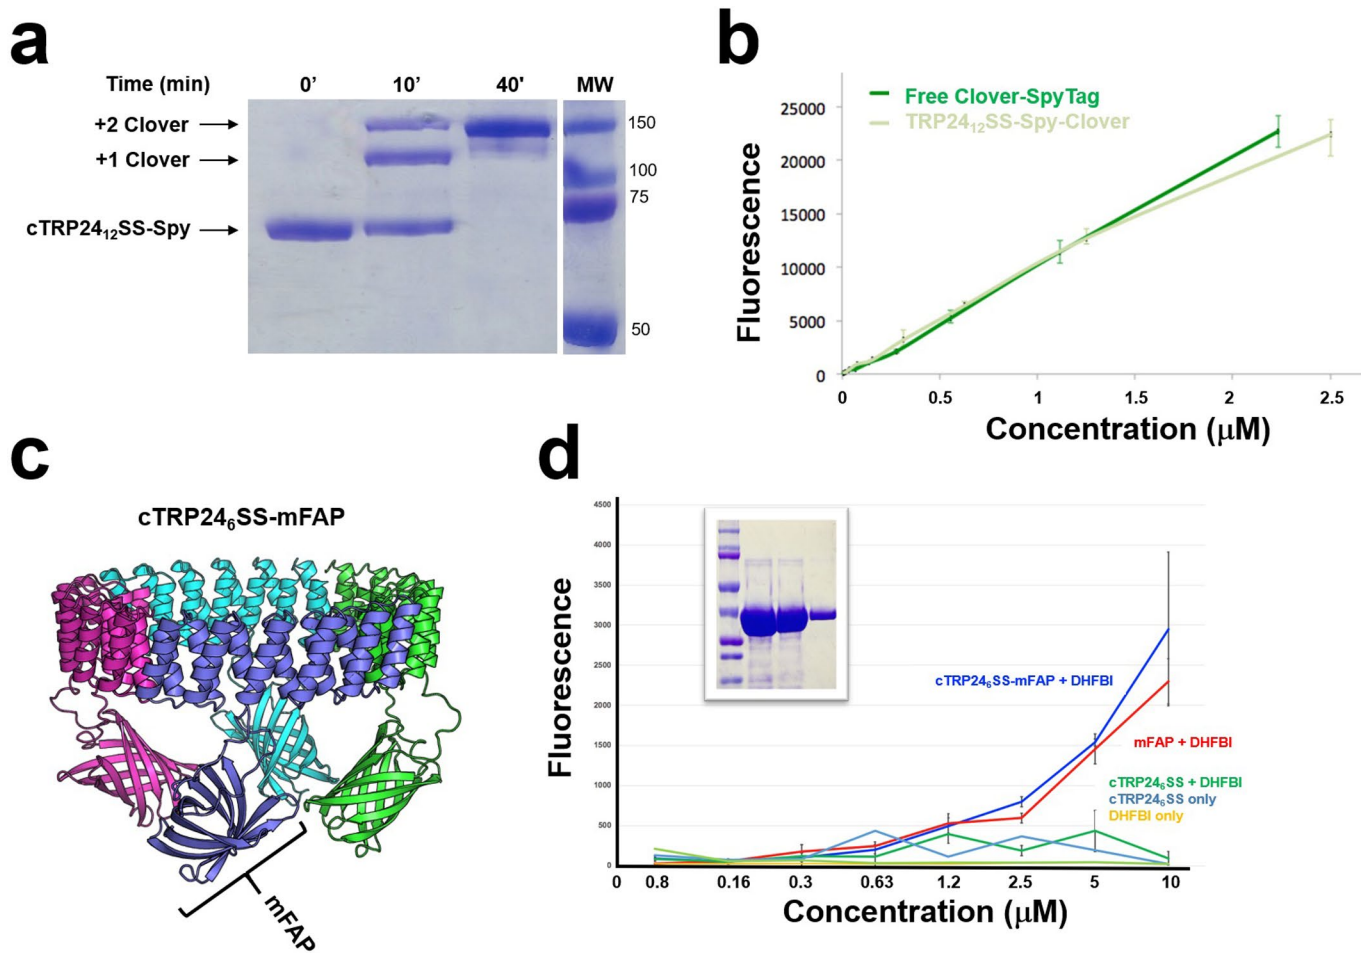 a
Time (min) 0’ 10’ 40' MW
+2 Clover
+1 Clover
cTRP24₁₂SS-Spy
150
100
75
50
b
Free Clover-SpyTag
TRP24₁₂SS-Spy-Clover
Fluorescence
25000
20000
15000
10000
5000
0
0 0.5 1 1.5 2 2.5
Concentration (μM)
c
cTRP24₆SS-mFAP
mFAP
d
Fluorescence
4500
4000
3500
3000
2500
2000
1500
1000
500
0
cTRP24₆SS-mFAP + DHFBI
mFAP + DHFBI
cTRP24₆SS + DHFBI
cTRP24₆SS only
DHFBI only
0 0.8 0.16 0.3 0.63 1.2 2.5 5 10
Concentration (μM)